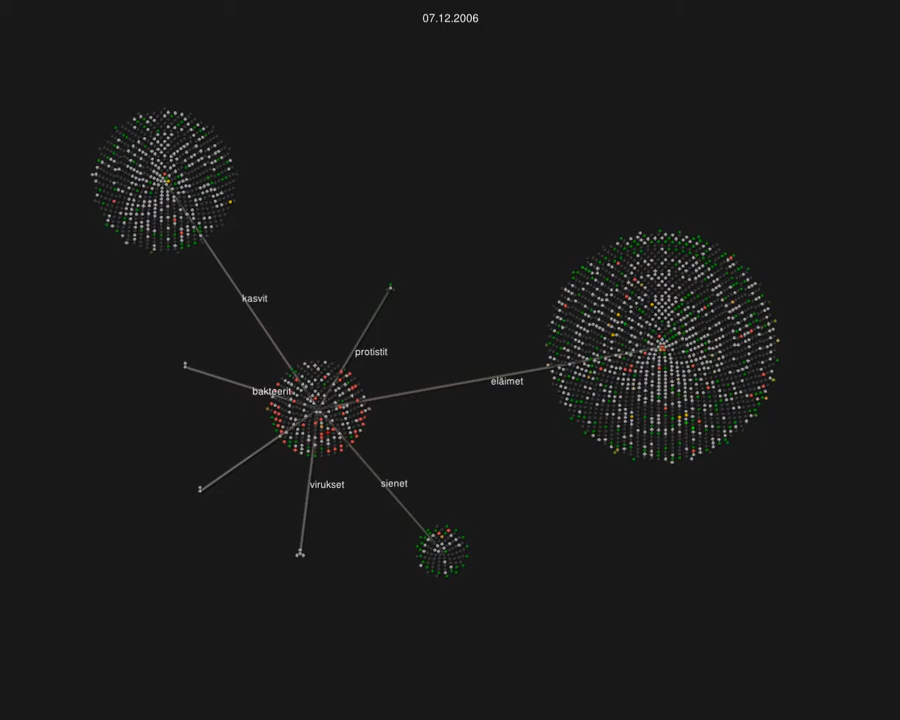 07.12.2006
kasvit
protistit
eläimet
bakteerit
virukset
sienet